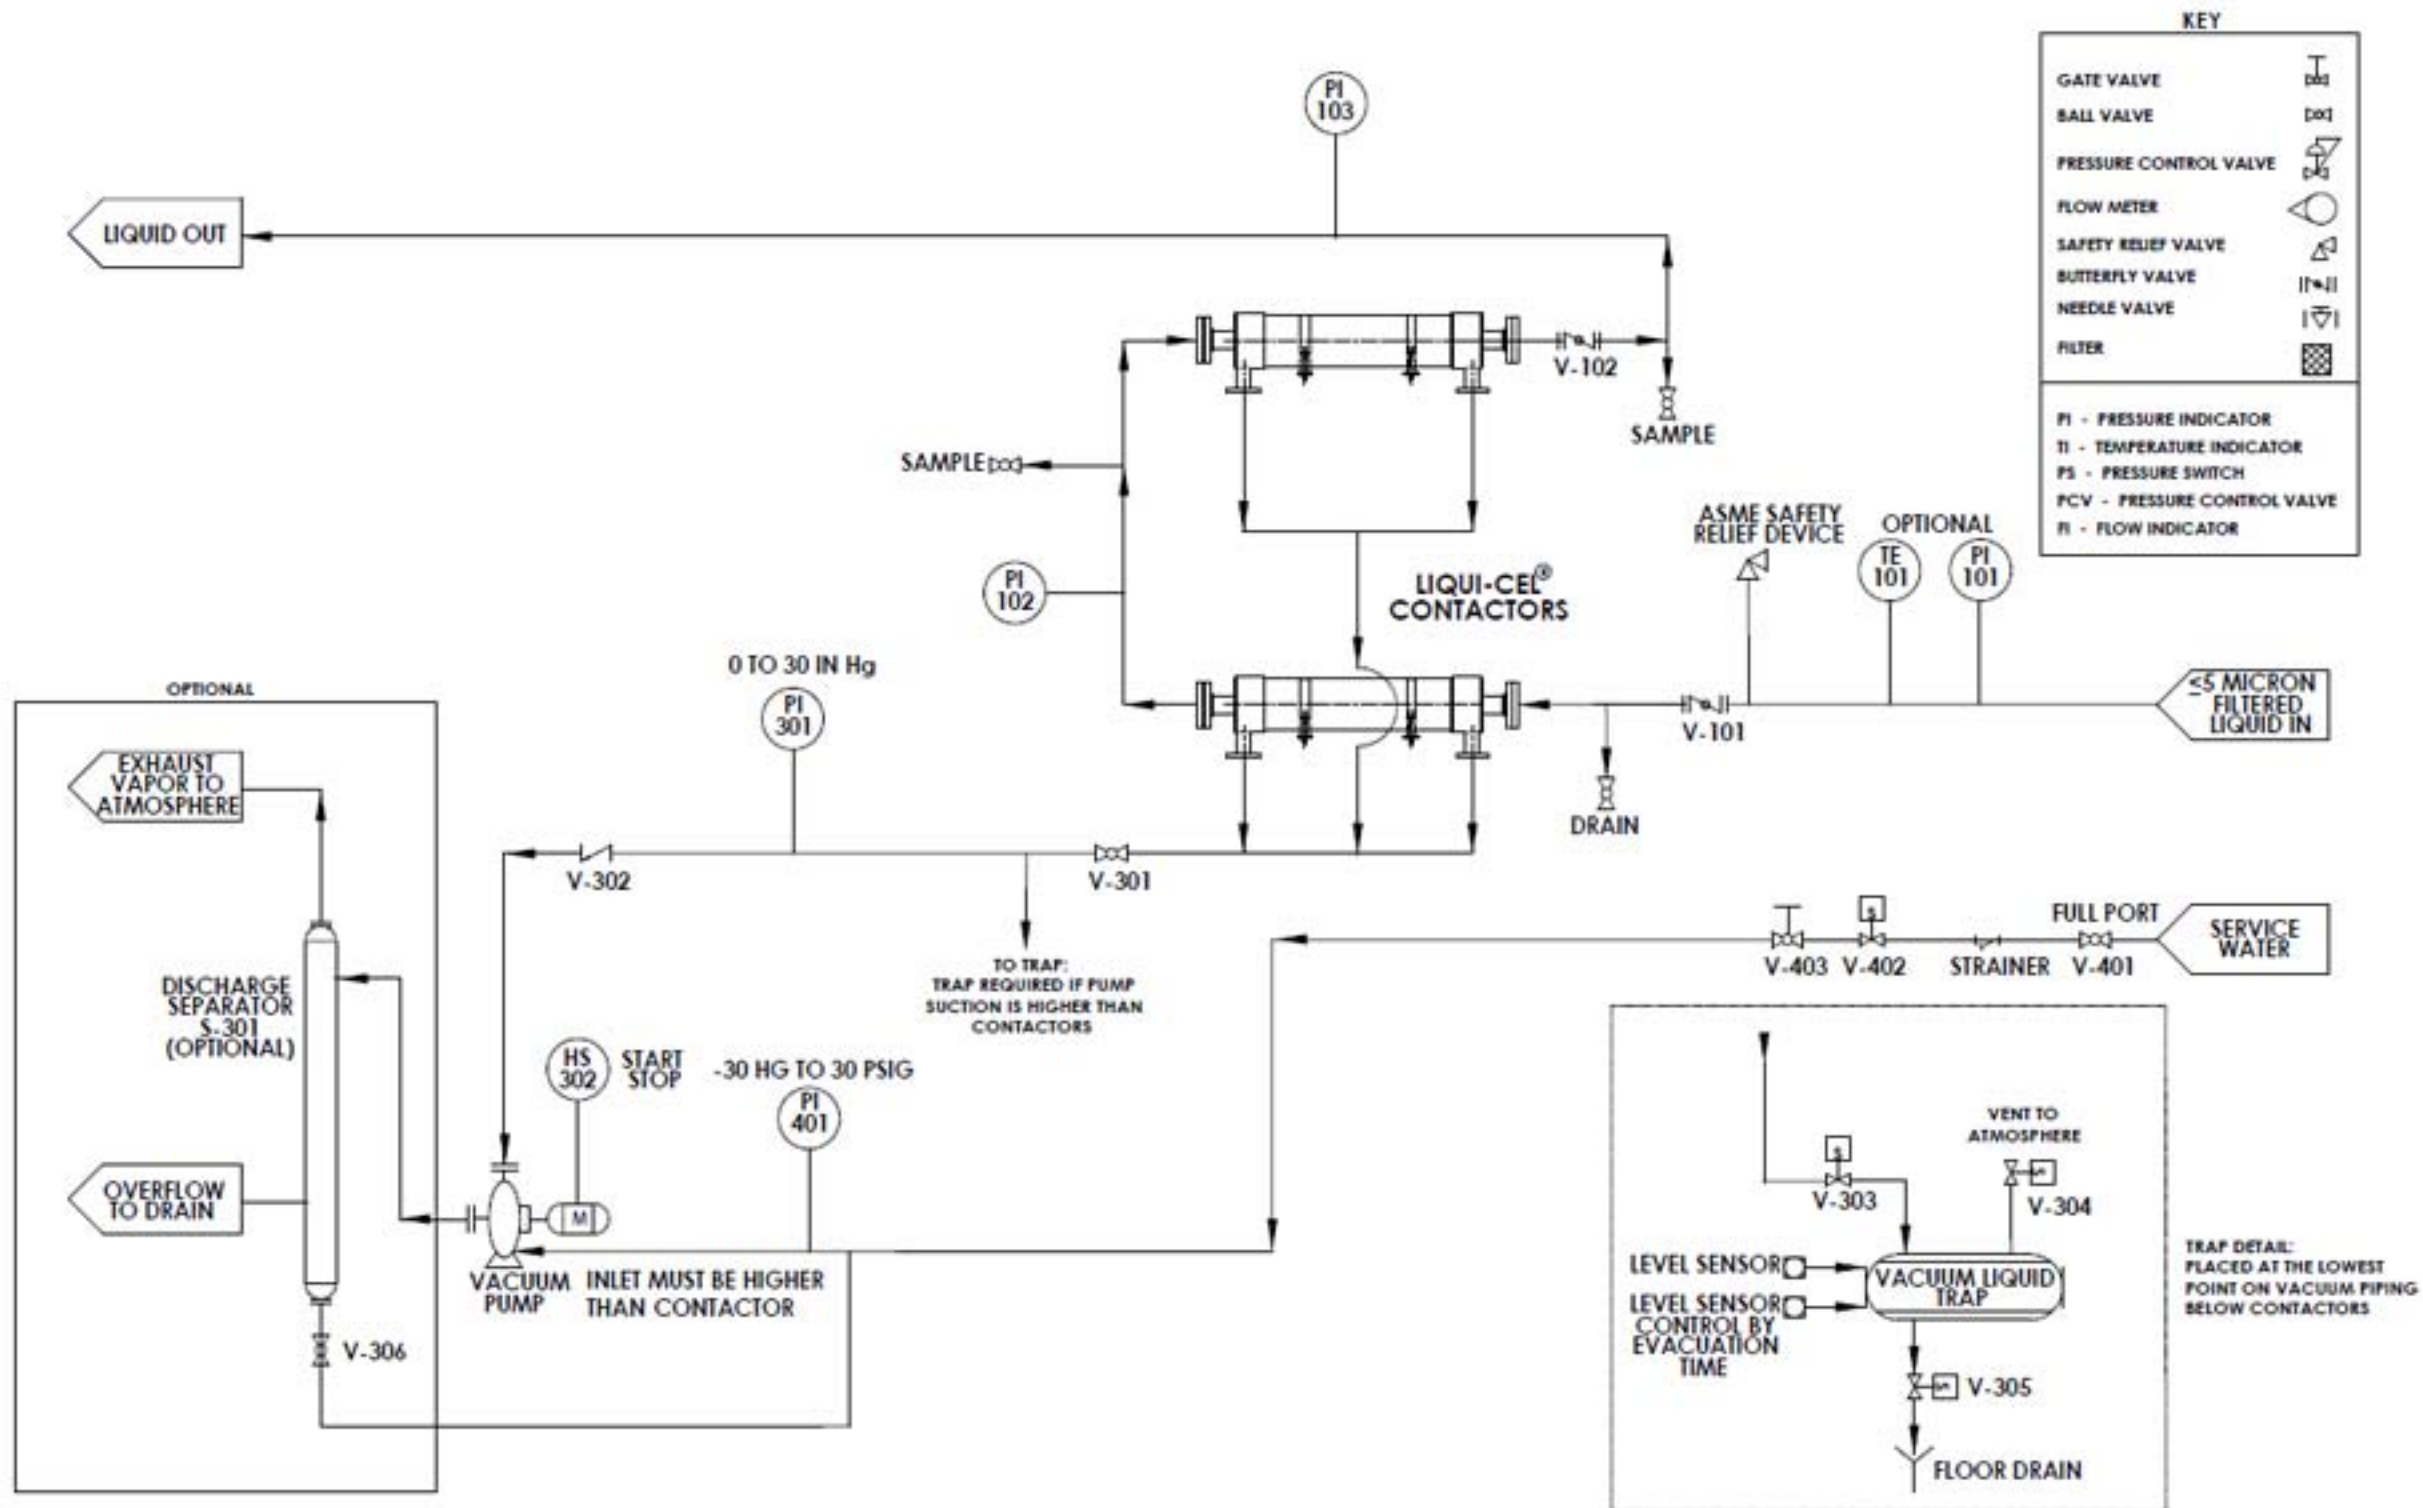 KEY
GATE VALVE
BALL VALVE
PRESSURE CONTROL VALVE
FLOW METER
SAFETY RELIEF VALVE
BUTTERFLY VALVE
NEEDLE VALVE
FILTER
PI - PRESSURE INDICATOR
TI - TEMPERATURE INDICATOR
PS - PRESSURE SWITCH
PCV - PRESSURE CONTROL VALVE
FI - FLOW INDICATOR
PI
103
LIQUID OUT
V-102
SAMPLE
SAMPLE
PI
102
LIQUI-CEL®
CONTACTORS
ASME SAFETY
RELIEF DEVICE
OPTIONAL
TE
101
PI
101
≤5 MICRON
FILTERED
LIQUID IN
V-101
DRAIN
0 TO 30 IN Hg
PI
301
V-302
V-301
TO TRAP:
TRAP REQUIRED IF PUMP
SUCTION IS HIGHER THAN
CONTACTORS
OPTIONAL
EXHAUST
VAPOR TO
ATMOSPHERE
DISCHARGE
SEPARATOR
S-301
(OPTIONAL)
OVERFLOW
TO DRAIN
V-306
HS
302
START
STOP
M
VACUUM
PUMP
-30 HG TO 30 PSIG
PI
401
INLET MUST BE HIGHER
THAN CONTACTOR
FULL PORT
SERVICE
WATER
S
V-403
V-402
STRAINER
V-401
S
V-303
VENT TO
ATMOSPHERE
S
V-304
LEVEL SENSOR
LEVEL SENSOR
CONTROL BY
EVACUATION
TIME
VACUUM LIQUID
TRAP
S
V-305
FLOOR DRAIN
TRAP DETAIL:
PLACED AT THE LOWEST
POINT ON VACUUM PIPING
BELOW CONTACTORS